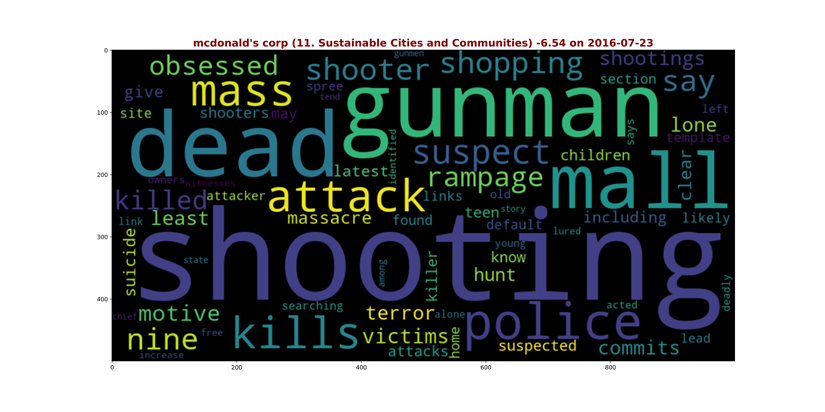 mcdonald's corp (11. Sustainable Cities and Communities) -6.54 on 2016-07-23
0
100
200
300
400
0
200
400
600
800
gunmen
obsessed
shooter
shopping
shootings
mass
spree
tend
section
say
give
gunman
left
site
shooters
may
dead
identified
suspect
says
lone
template
children
latest
mall
clear
owners
witnesses
rampage
killed
attacker
attack
links
old
link
least
massacre
found
teen
story
default
including
likely
shooting
lured
suicide
state
among
killer
young
know
hunt
deadly
searching
acted
motive
chief
terror
alone
police
nine
free
kills
victims
home
lead
increase
attacks
suspected
commits